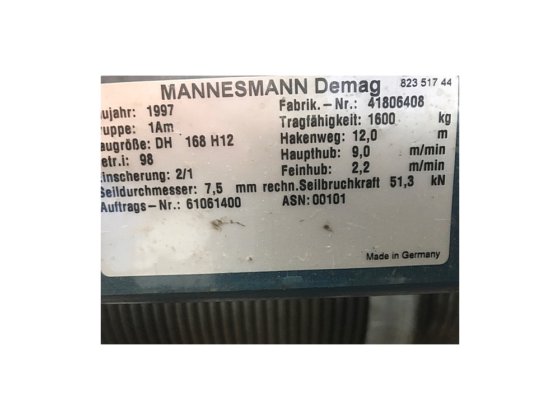 MANNESMANN Demag 823 517 44
ujahr: 1997 Fabrik.-Nr.: 41806408
ruppe: 1Am Tragfähigkeit: 1600 kg
augröße: DH 168 H12 Hakenweg: 12,0 m
etr.i: 98 Haupthub: 9,0 m/min
Einscherung: 2/1 Feinhub: 2,2 m/min
Seildurchmesser: 7,5 mm rechn.Seilbruchkraft 51,3 kN
Auftrags-Nr.: 61061400 ASN: 00101
Made in Germany